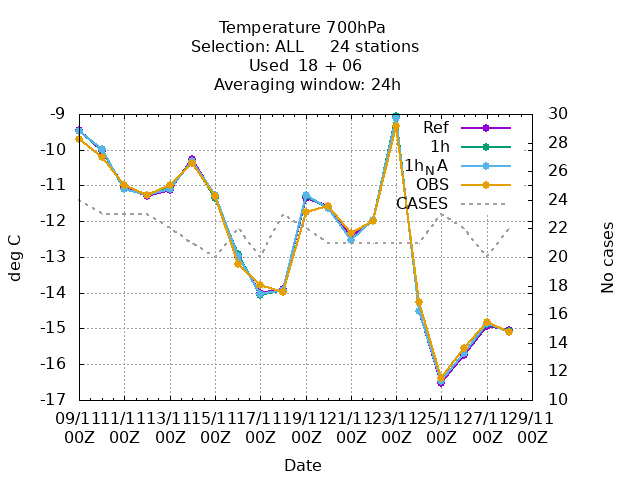 Temperature 700hPa
Selection: ALL 24 stations
Used 18 + 06
Averaging window: 24h
-9
-10
-11
-12
-13
-14
-15
-16
-17
deg C
Ref
1h
1h_N A
OBS
CASES
30
28
26
24
22
20
18
16
14
12
10
No cases
09/11 11/11 13/11 15/11 17/11 19/11 21/11 23/11 25/11 27/11 29/11
00Z 00Z 00Z 00Z 00Z 00Z 00Z 00Z 00Z 00Z 00Z
Date